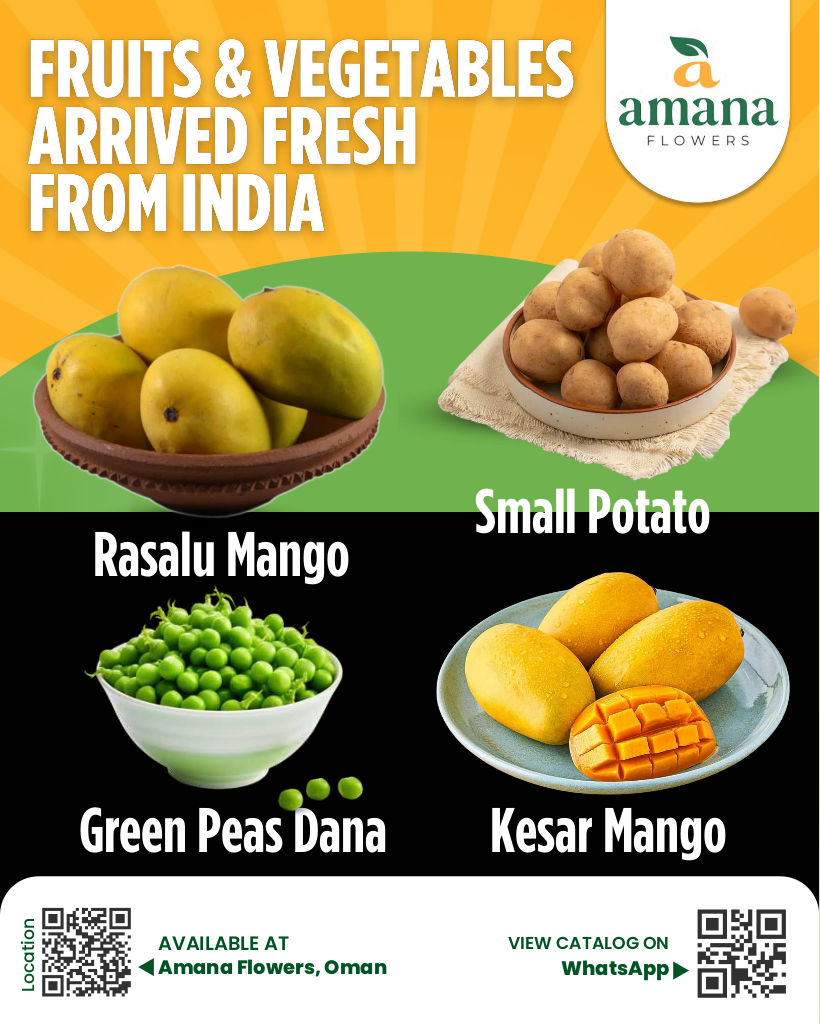 FRUITS & VEGETABLES
ARRIVED FRESH
FROM INDIA
a
amana
FLOWERS
Rasalu Mango
Small Potato
Green Peas Dana
Kesar Mango
Location
AVAILABLE AT
Amana Flowers, Oman
VIEW CATALOG ON
WhatsApp